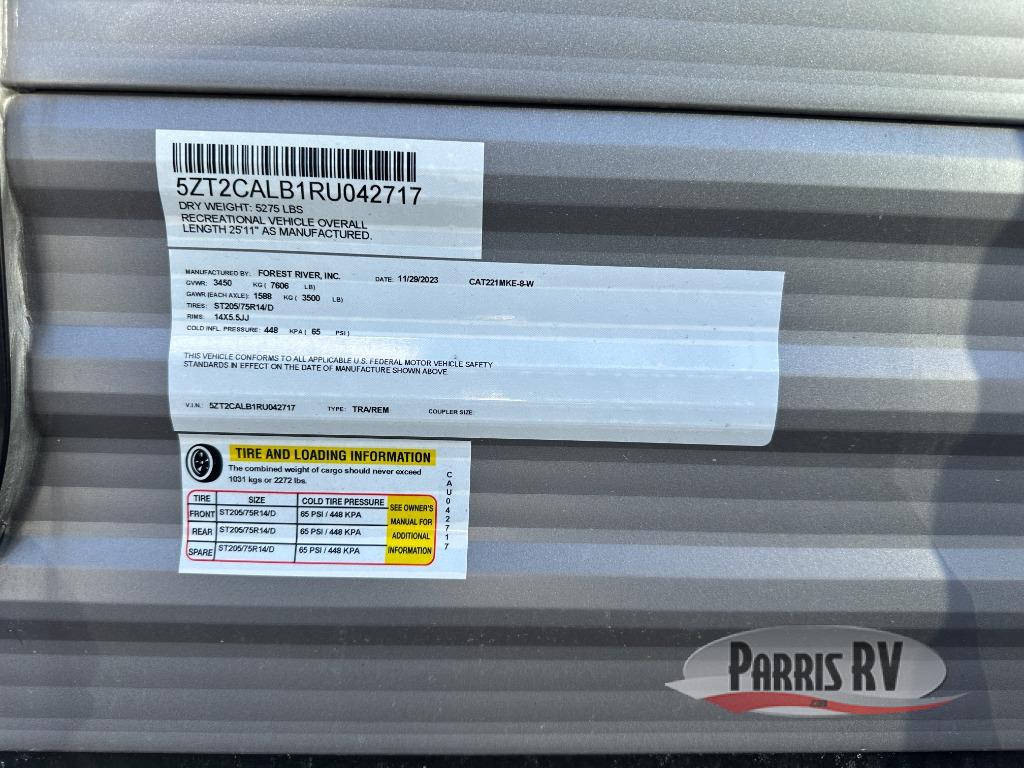 5ZT2CALB1RU042717
DRY WEIGHT: 5275 LBS
RECREATIONAL VEHICLE OVERALL
LENGTH 25'11" AS MANUFACTURED.
MANUFACTURED BY: FOREST RIVER, INC. DATE: 11/29/2023 CAT221MKE-8-W
GVWR: 3450 KG ( 7606 LB)
GAWR (EACH AXLE): 1588 KG ( 3500 LB)
TIRES: ST205/75R14/D
RIMS: 14X5.5JJ
COLD INFL. PRESSURE: 448 KPA ( 65 PSI )
THIS VEHICLE CONFORMS TO ALL APPLICABLE U.S. FEDERAL MOTOR VEHICLE SAFETY
STANDARDS IN EFFECT ON THE DATE OF MANUFACTURE SHOWN ABOVE.
V.I.N.: 5ZT2CALB1RU042717 TYPE: TRA/REM COUPLER SIZE:
TIRE AND LOADING INFORMATION
The combined weight of cargo should never exceed
1031 kgs or 2272 lbs.
TIRE SIZE COLD TIRE PRESSURE
FRONT ST205/75R14/D 65 PSI / 448 KPA
REAR ST205/75R14/D 65 PSI / 448 KPA
SPARE ST205/75R14/D 65 PSI / 448 KPA
SEE OWNER'S
MANUAL FOR
ADDITIONAL
INFORMATION
CAU042717
PARRIS RV